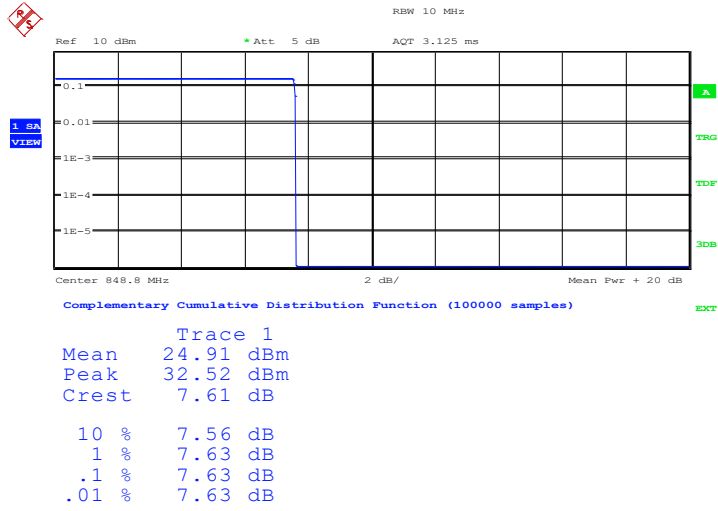 R&S
RBW 10 MHz
Ref 10 dBm * Att 5 dB AQT 3.125 ms
0.1
A
1 SA
VIEW
0.01
TRG
1E-3
TDF
1E-4
1E-5
3DB
Center 848.8 MHz 2 dB/ Mean Pwr + 20 dB
Complementary Cumulative Distribution Function (100000 samples)
EXT
Trace 1
Mean 24.91 dBm
Peak 32.52 dBm
Crest 7.61 dB
10 % 7.56 dB
1 % 7.63 dB
.1 % 7.63 dB
.01 % 7.63 dB